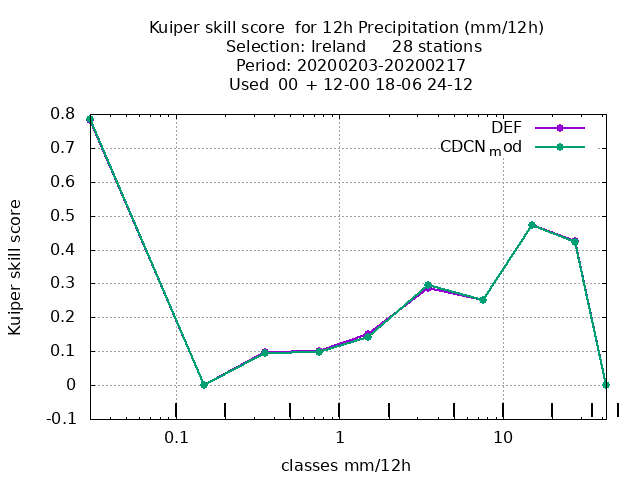 Kuiper skill score  for 12h Precipitation (mm/12h)
Selection: Ireland     28 stations
Period: 20200203-20200217
Used  00  + 12-00 18-06 24-12
DEF
CDCN_mod
Kuiper skill score
0.8
0.7
0.6
0.5
0.4
0.3
0.2
0.1
0
-0.1
0.1
1
10
classes mm/12h